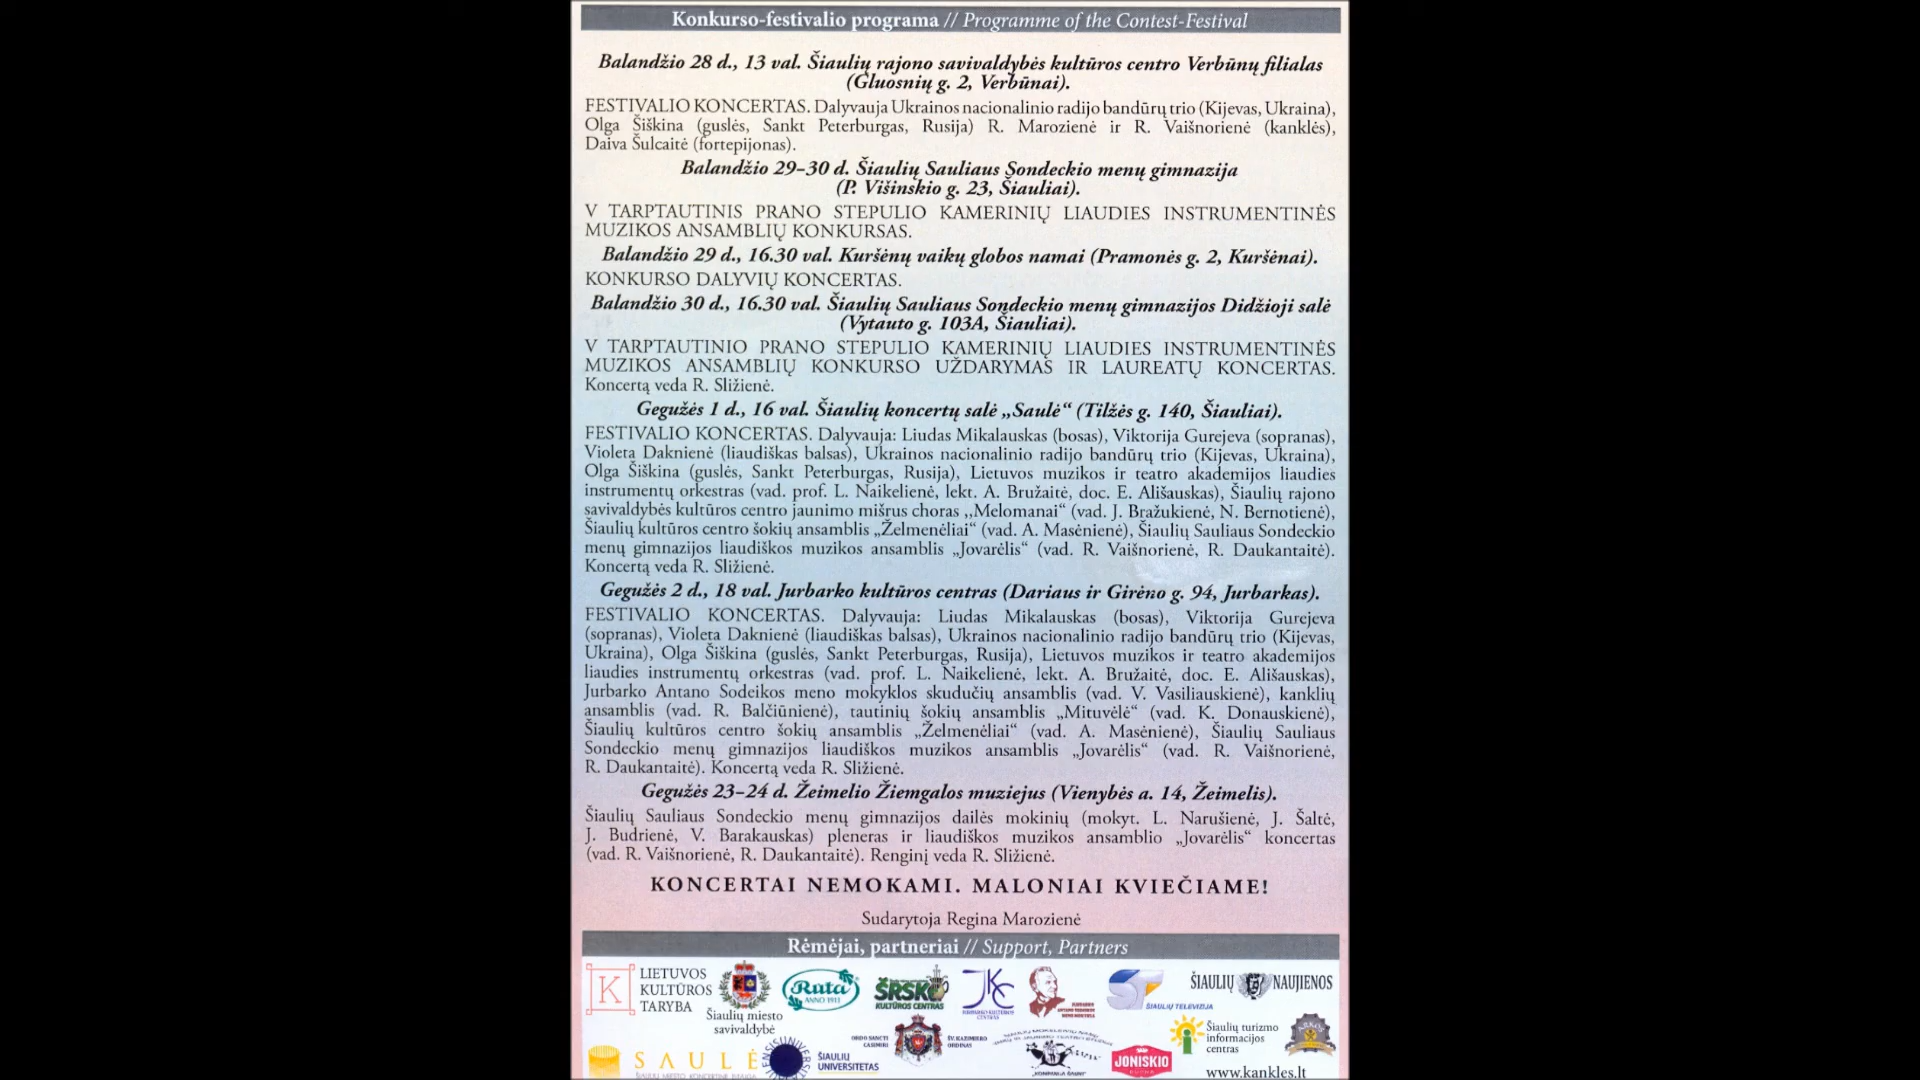 Konkurso-festivalio programa // Programme of the Contest-Festival
Balandžio 28 d., 13 val. Šiaulių rajono savivaldybės kultūros centro Verbūnų filialas
(Gluosnių g. 2, Verbūnai).
FESTIVALIO KONCERTAS. Dalyvauja Ukrainos nacionalinio radijo bandūrų trio (Kijevas, Ukraina),
Olga Šiškina (guslės, Sankt Peterburgas, Rusija) R. Marozienė ir R. Vaišnorienė (kanklės),
Daiva Šulcaitė (fortepijonas).
Balandžio 29–30 d. Šiaulių Sauliaus Sondeckio menų gimnazija
(P. Višinskio g. 23, Šiauliai).
V TARPTAUTINIS PRANO STEPULIO KAMERINIŲ LIAUDIES INSTRUMENTINĖS
MUZIKOS ANSAMBLIŲ KONKURSAS.
Balandžio 29 d., 16.30 val. Kuršėnų vaikų globos namai (Pramonės g. 2, Kuršėnai).
KONKURSO DALYVIŲ KONCERTAS.
Balandžio 30 d., 16.30 val. Šiaulių Sauliaus Sondeckio menų gimnazijos Didžioji salė
(Vytauto g. 103A, Šiauliai).
V TARPTAUTINIO PRANO STEPULIO KAMERINIŲ LIAUDIES INSTRUMENTINĖS
MUZIKOS ANSAMBLIŲ KONKURSO UŽDARYMAS IR LAUREATŲ KONCERTAS.
Koncertą veda R. Sližienė.
Gegužės 1 d., 16 val. Šiaulių koncertų salė „Saulė“ (Tilžės g. 140, Šiauliai).
FESTIVALIO KONCERTAS. Dalyvauja: Liudas Mikalauskas (bosas), Viktorija Gurejeva (sopranas),
Violeta Daknienė (liaudiškas balsas), Ukrainos nacionalinio radijo bandūrų trio (Kijevas, Ukraina),
Olga Šiškina (guslės, Sankt Peterburgas, Rusija), Lietuvos muzikos ir teatro akademijos liaudies
instrumentų orkestras (vad. prof. L. Naikelienė, lekt. A. Bružaitė, doc. E. Ališauskas), Šiaulių rajono
savivaldybės kultūros centro jaunimo mišrus choras ,,Melomanai“ (vad. J. Bražukienė, N. Bernotienė),
Šiaulių kultūros centro šokių ansamblis „Želmenėliai“ (vad. A. Masėnienė), Šiaulių Sauliaus Sondeckio
menų gimnazijos liaudiškos muzikos ansamblis „Jovarėlis“ (vad. R. Vaišnorienė, R. Daukantaitė).
Koncertą veda R. Sližienė.
Gegužės 2 d., 18 val. Jurbarko kultūros centras (Dariaus ir Girėno g. 94, Jurbarkas).
FESTIVALIO KONCERTAS. Dalyvauja: Liudas Mikalauskas (bosas), Viktorija Gurejeva
(sopranas), Violeta Daknienė (liaudiškas balsas), Ukrainos nacionalinio radijo bandūrų trio (Kijevas,
Ukraina), Olga Šiškina (guslės, Sankt Peterburgas, Rusija), Lietuvos muzikos ir teatro akademijos
liaudies instrumentų orkestras (vad. prof. L. Naikelienė, lekt. A. Bružaitė, doc. E. Ališauskas),
Jurbarko Antano Sodeikos meno mokyklos skudučių ansamblis (vad. V. Vasiliauskienė), kanklių
ansamblis (vad. R. Balčiūnienė), tautinių šokių ansamblis „Mituvėlė“ (vad. K. Donauskienė),
Šiaulių kultūros centro šokių ansamblis „Želmenėliai“ (vad. A. Masėnienė), Šiaulių Sauliaus
Sondeckio menų gimnazijos liaudiškos muzikos ansamblis „Jovarėlis“ (vad. R. Vaišnorienė,
R. Daukantaitė). Koncertą veda R. Sližienė.
Gegužės 23–24 d. Žeimelio Žiemgalos muziejus (Vienybės a. 14, Žeimelis).
Šiaulių Sauliaus Sondeckio menų gimnazijos dailės mokinių (mokyt. L. Narušienė, J. Šaltė,
J. Budrienė, V. Barakauskas) pleneras ir liaudiškos muzikos ansamblio „Jovarėlis“ koncertas
(vad. R. Vaišnorienė, R. Daukantaitė). Renginį veda R. Sližienė.
KONCERTAI NEMOKAMI. MALONIAI KVIEČIAME!
Sudarytoja Regina Marozienė
Rėmėjai, partneriai // Support, Partners
K LIETUVOS
KULTŪROS
TARYBA
Šiaulių miesto
savivaldybė
Rūta
ANNO 1913
ŠRSK
KULTŪROS CENTRAS
JKC
ŠIAULIŲ TELEVIZIJA
ŠIAULIŲ NAUJIENOS
SAULĖ
ŠIAULIŲ
UNIVERSITETAS
ORDO SANCTI
CASIMIRI
ŠV. KAZIMIERO
ORDINAS
JONIŠKIO
Šiaulių turizmo
informacijos
centras
www.kankles.lt